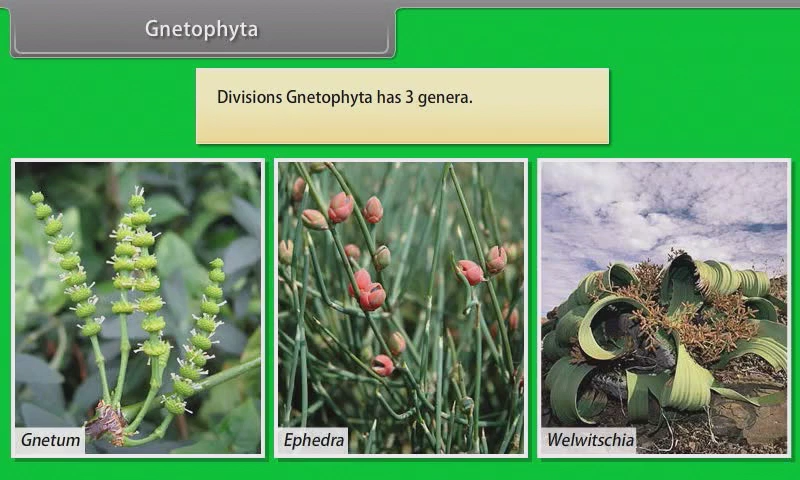 Gnetophyta
Divisions Gnetophyta has 3 genera.
Gnetum
Ephedra
Welwitschia